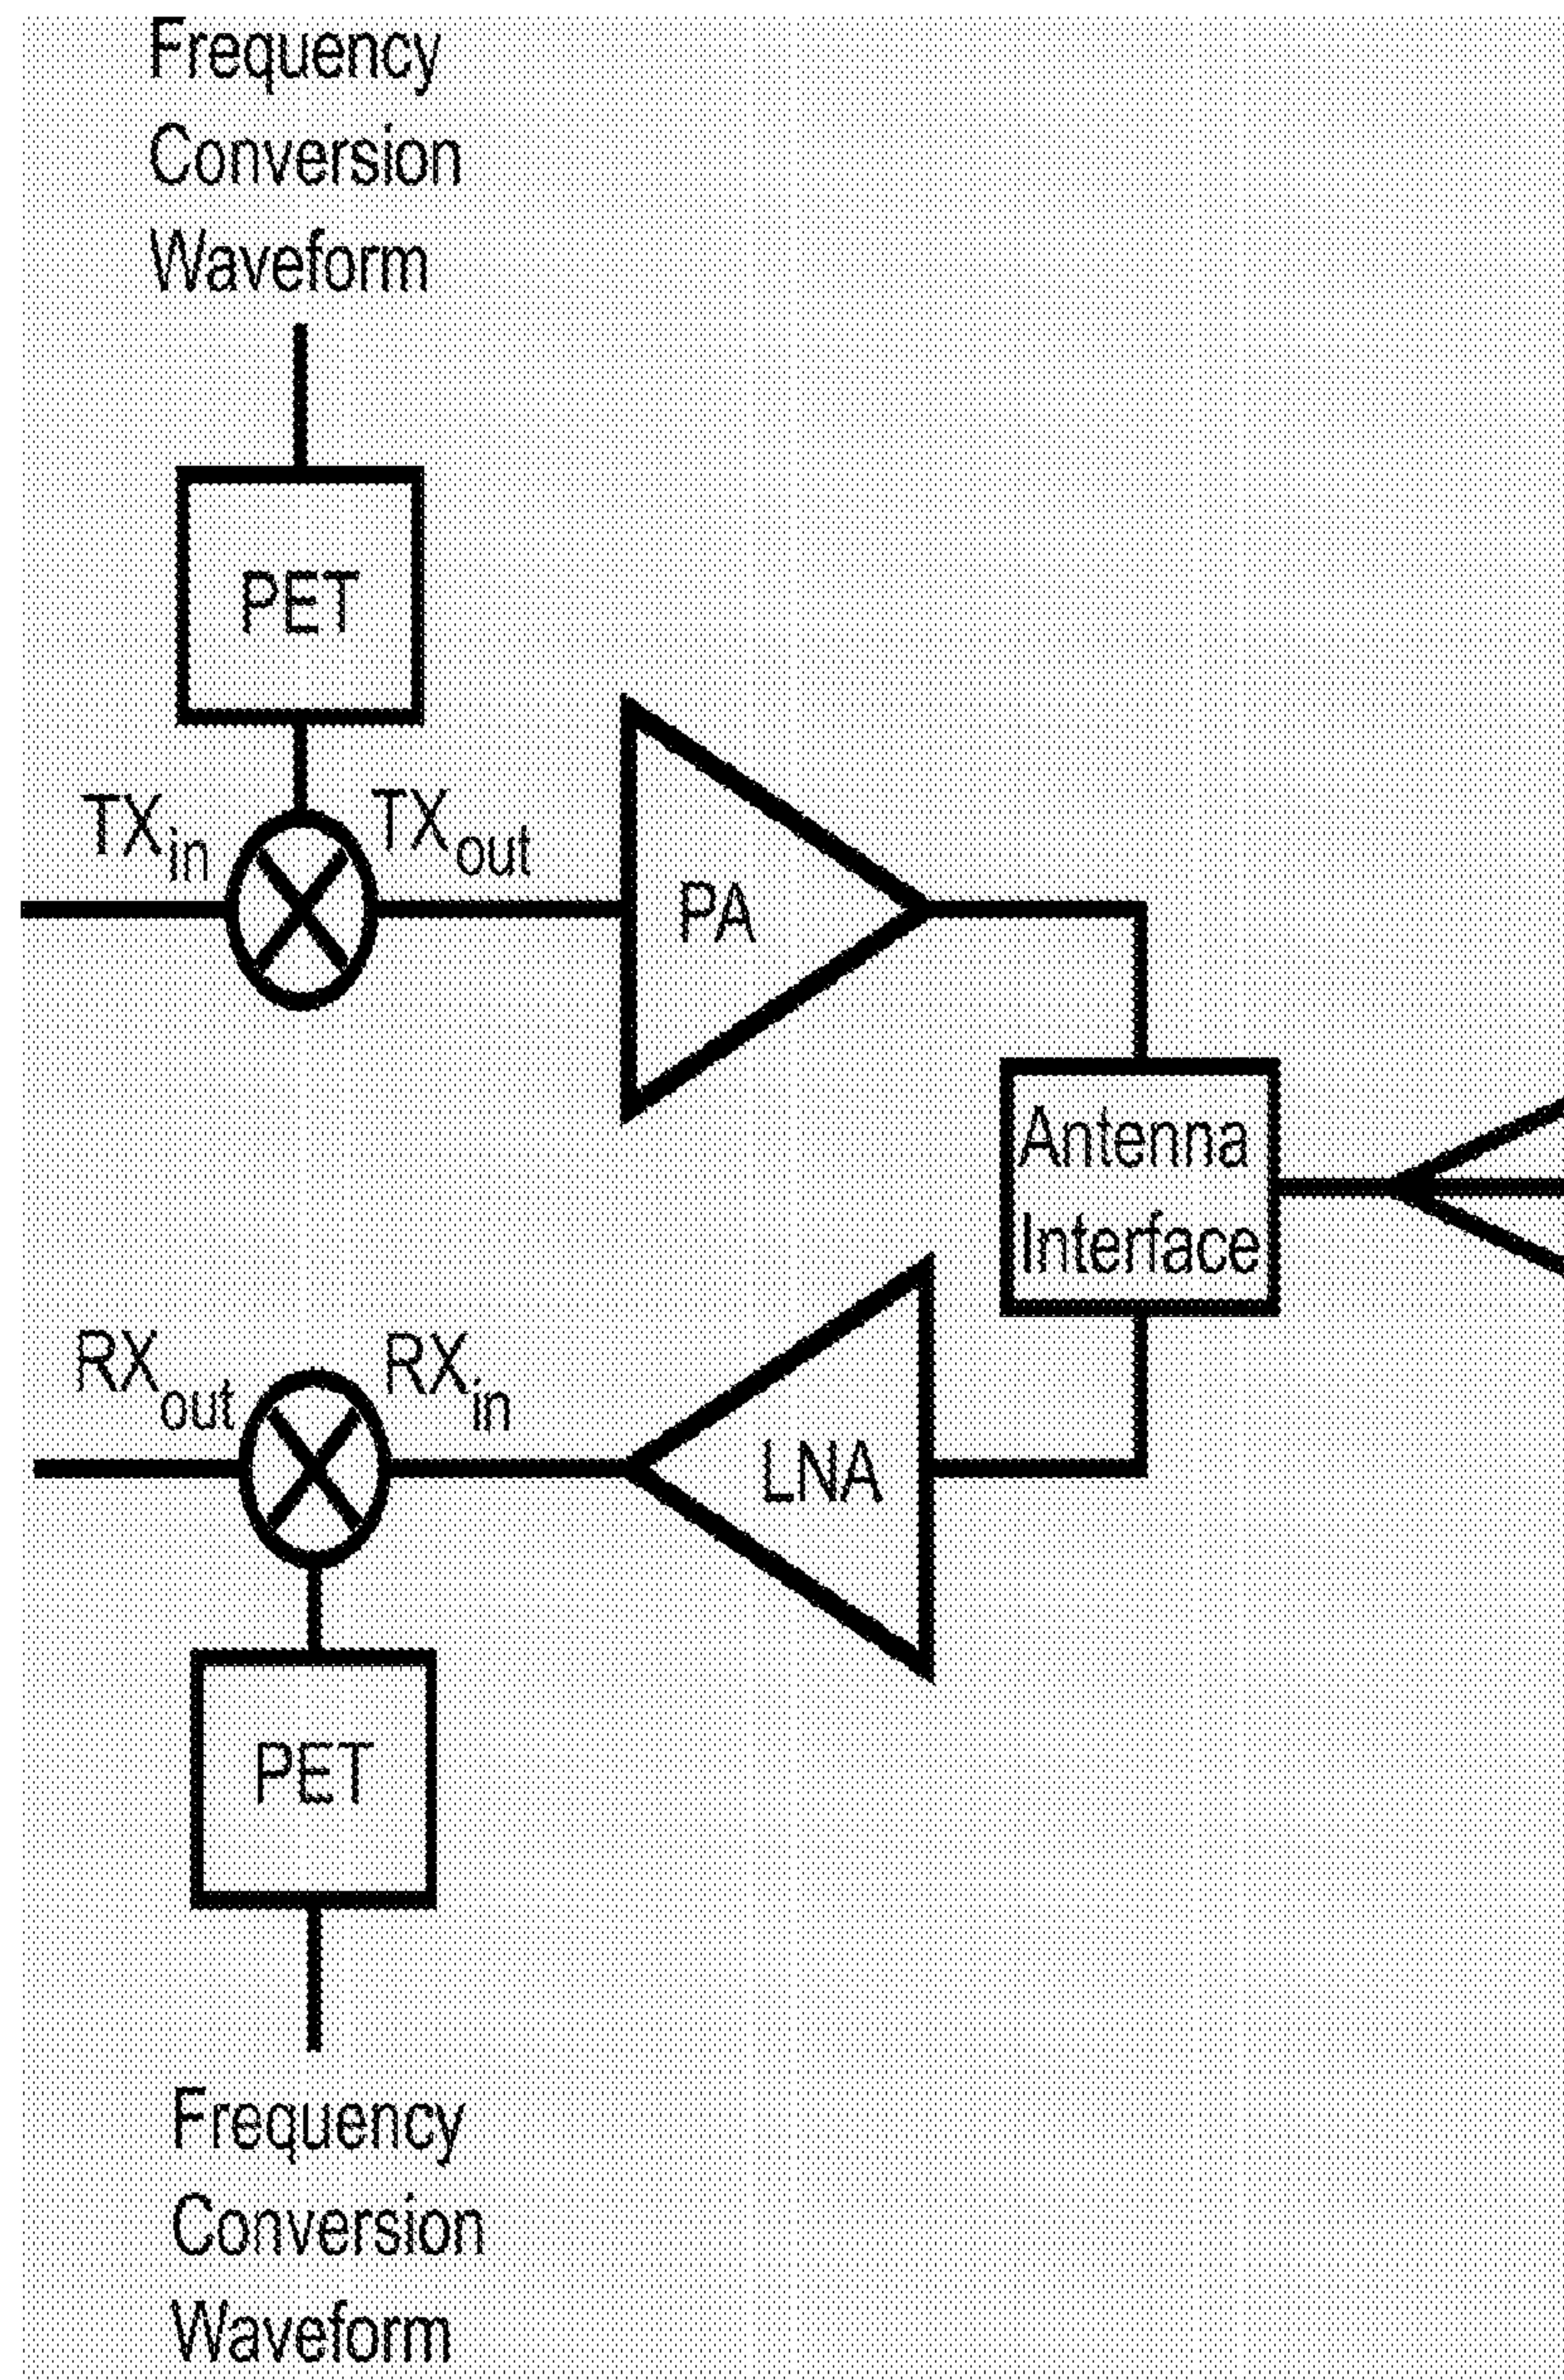 Frequency
Conversion
Waveform
PET
TXin
TXout
PA
Antenna
Interface
RXout
RXin
LNA
PET
Frequency
Conversion
Waveform